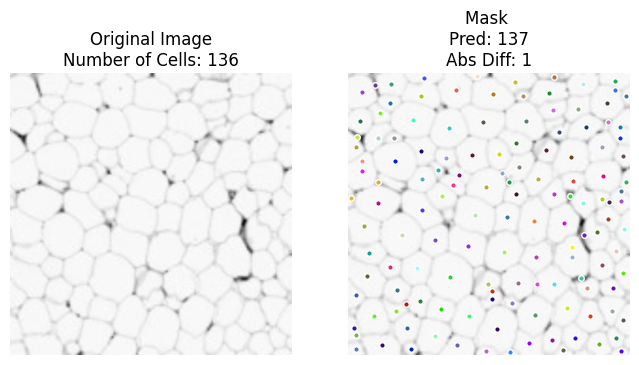 Original Image
Number of Cells: 136
Mask
Pred: 137
Abs Diff: 1